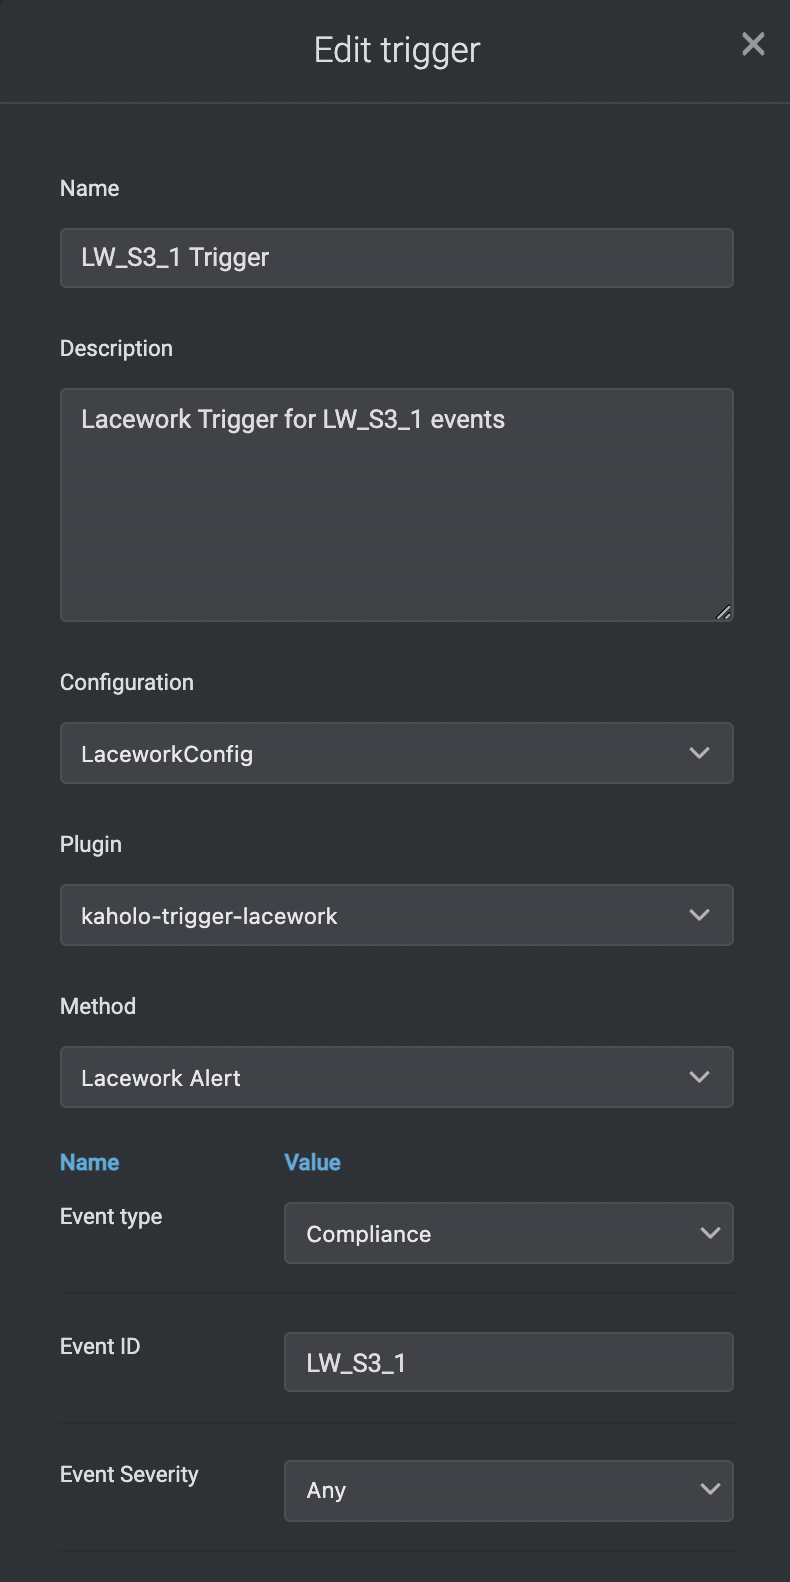 Edit trigger
Name
LW_S3_1 Trigger
Description
Lacework Trigger for LW_S3_1 events
Configuration
LaceworkConfig
Plugin
kaholo-trigger-lacework
Method
Lacework Alert
Name Value
Event type Compliance
Event ID LW_S3_1
Event Severity Any